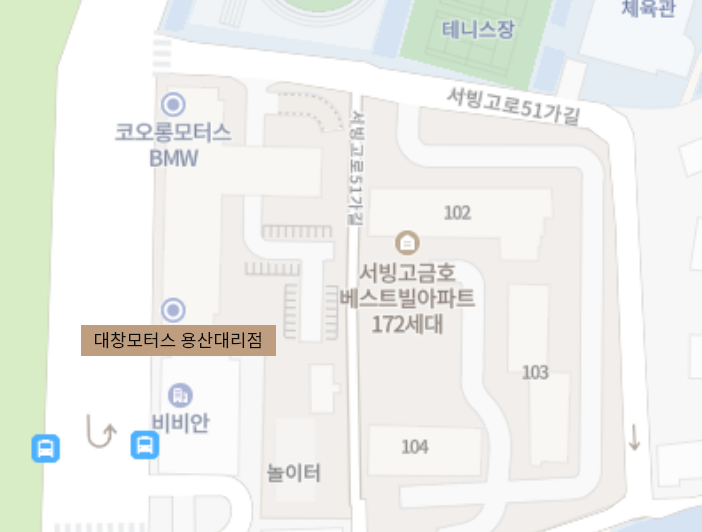 체육관
테니스장
서빙고로51가길
코오롱모터스
BMW
서빙고로51가길
102
서빙고금호
베스트빌아파트
172세대
대창모터스 용산대리점
103
비비안
104
놀이터